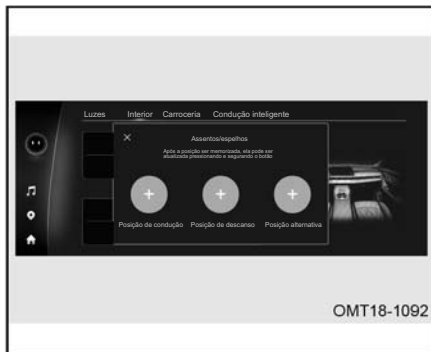 Luzes Interior Carroceria Condução inteligente
Assentos/espelhos
Após a posição ser memorizada, ela pode ser
atualizada pressionando e segurando o botão
Posição de condução Posição de descanso Posição alternativa
OMT18-1092